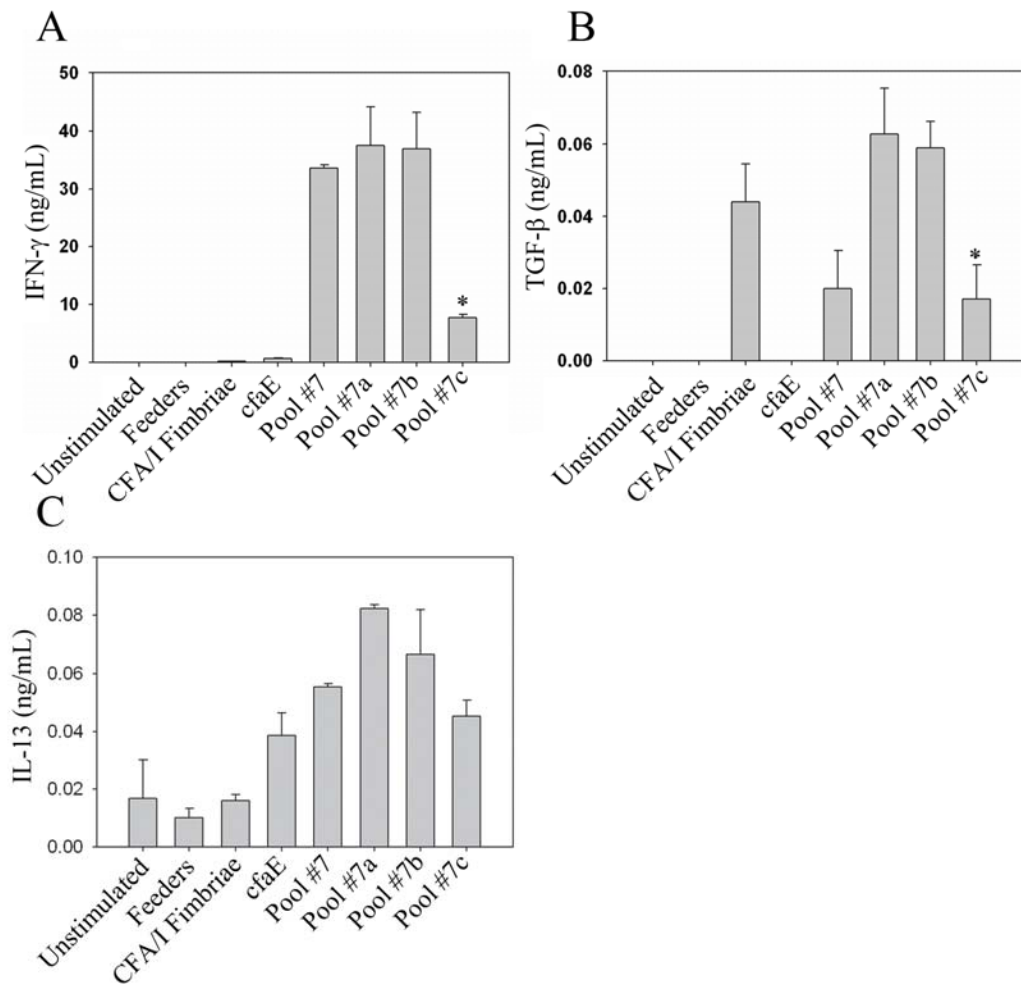 A
IFN-γ (ng/mL)
50
40
30
20
10
0
*
Unstimulated
Feeders
CFA/I Fimbriae
cfaE
Pool #7
Pool #7a
Pool #7b
Pool #7c
B
TGF-β (ng/mL)
0.08
0.06
0.04
0.02
0.00
*
Unstimulated
Feeders
CFA/I Fimbriae
cfaE
Pool #7
Pool #7a
Pool #7b
Pool #7c
C
IL-13 (ng/mL)
0.10
0.08
0.06
0.04
0.02
0.00
Unstimulated
Feeders
CFA/I Fimbriae
cfaE
Pool #7
Pool #7a
Pool #7b
Pool #7c